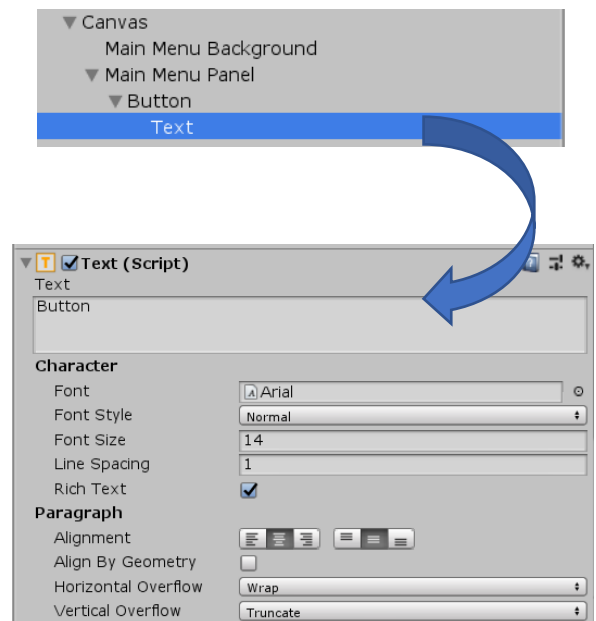 Canvas
Main Menu Background
Main Menu Panel
Button
Text
Text (Script)
Text
Button
Character
Font Arial
Font Style Normal
Font Size 14
Line Spacing 1
Rich Text
Paragraph
Alignment
Align By Geometry
Horizontal Overflow Wrap
Vertical Overflow Truncate